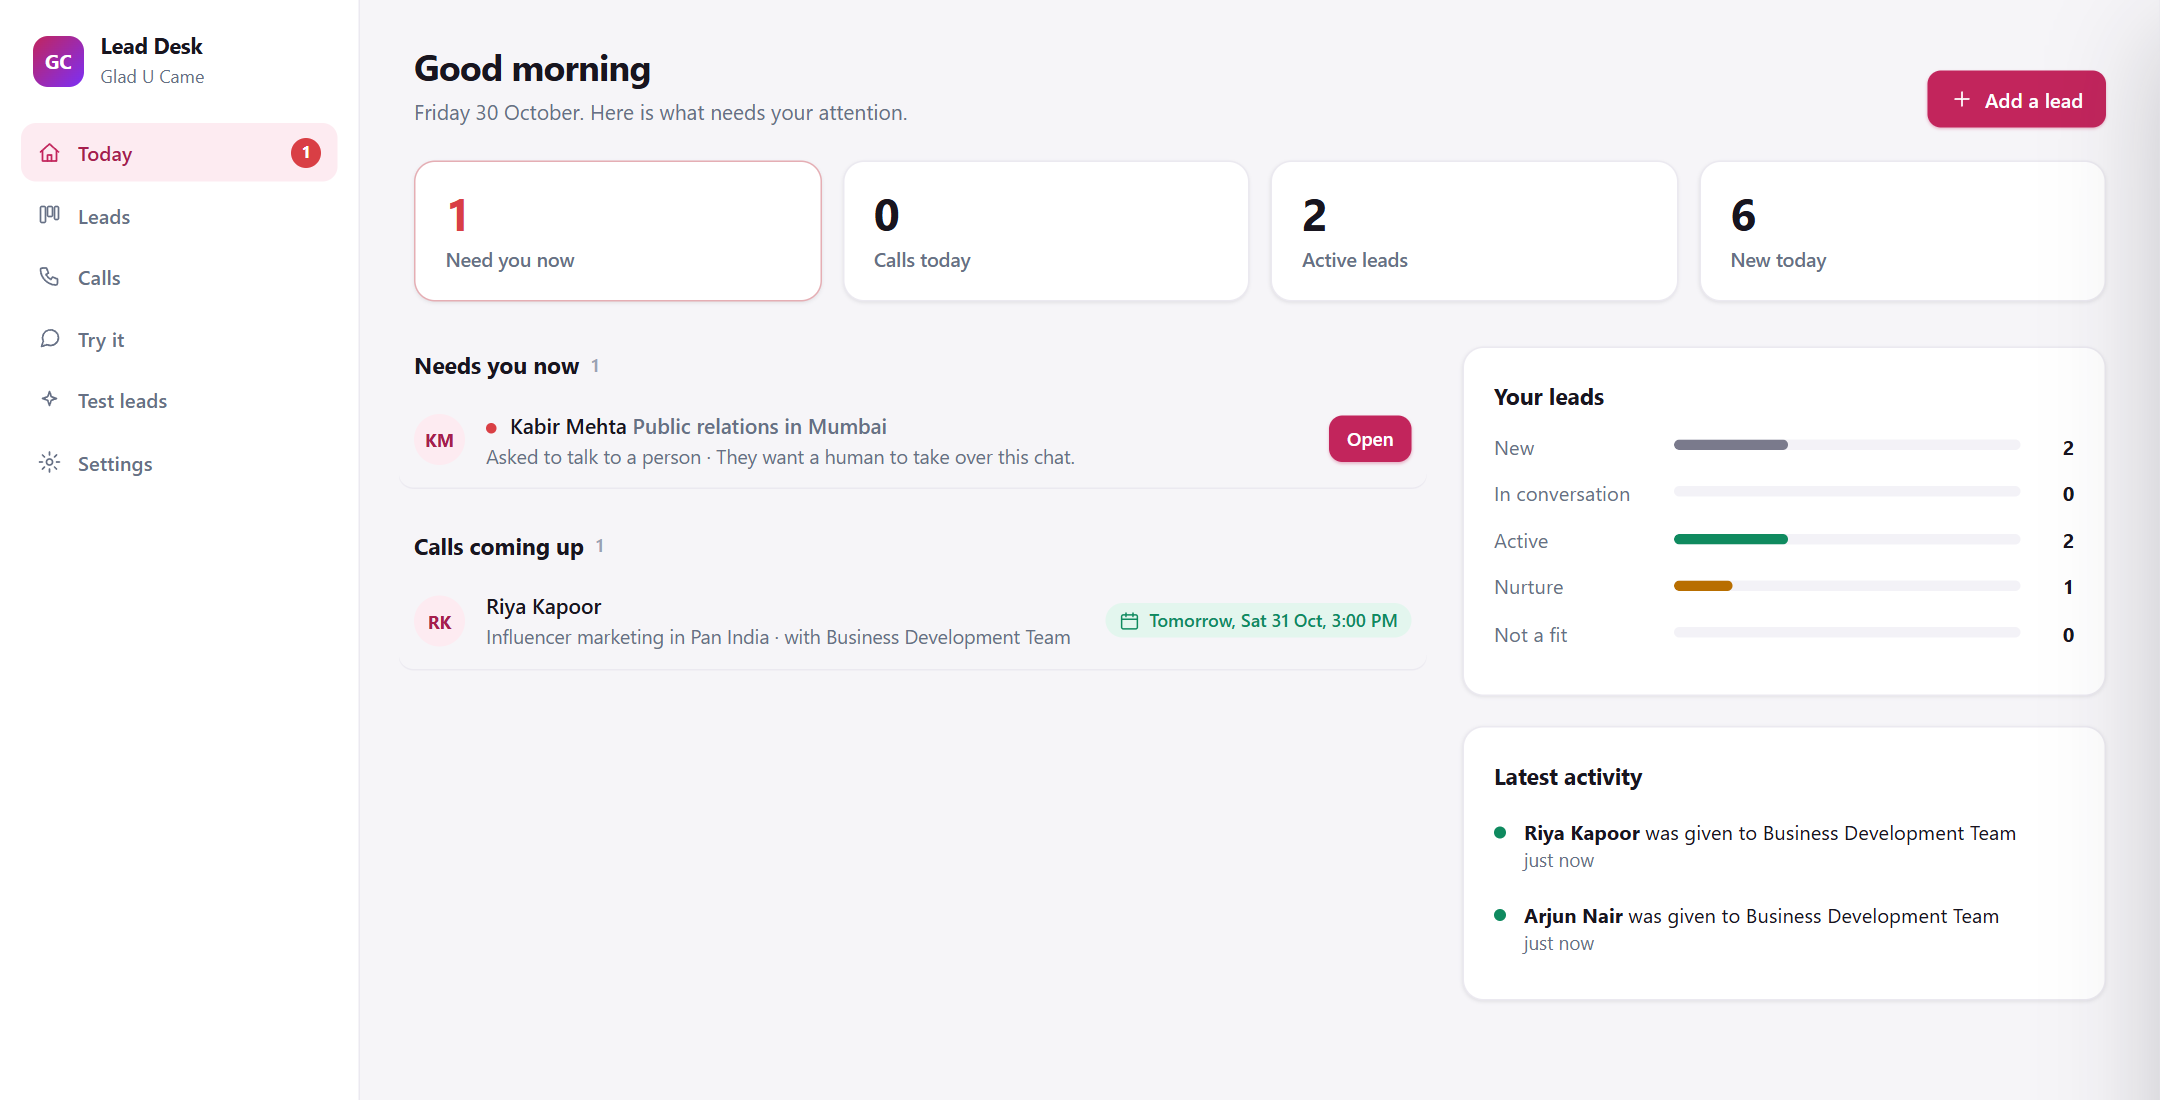 GC
Lead Desk
Glad U Came
Today 1
Leads
Calls
Try it
Test leads
Settings
Good morning
Friday 30 October. Here is what needs your attention.
+ Add a lead
1
Need you now
0
Calls today
2
Active leads
6
New today
Needs you now 1
KM
Kabir Mehta Public relations in Mumbai
Asked to talk to a person · They want a human to take over this chat.
Open
Calls coming up 1
RK
Riya Kapoor
Influencer marketing in Pan India · with Business Development Team
Tomorrow, Sat 31 Oct, 3:00 PM
Your leads
New 2
In conversation 0
Active 2
Nurture 1
Not a fit 0
Latest activity
Riya Kapoor was given to Business Development Team
just now
Arjun Nair was given to Business Development Team
just now